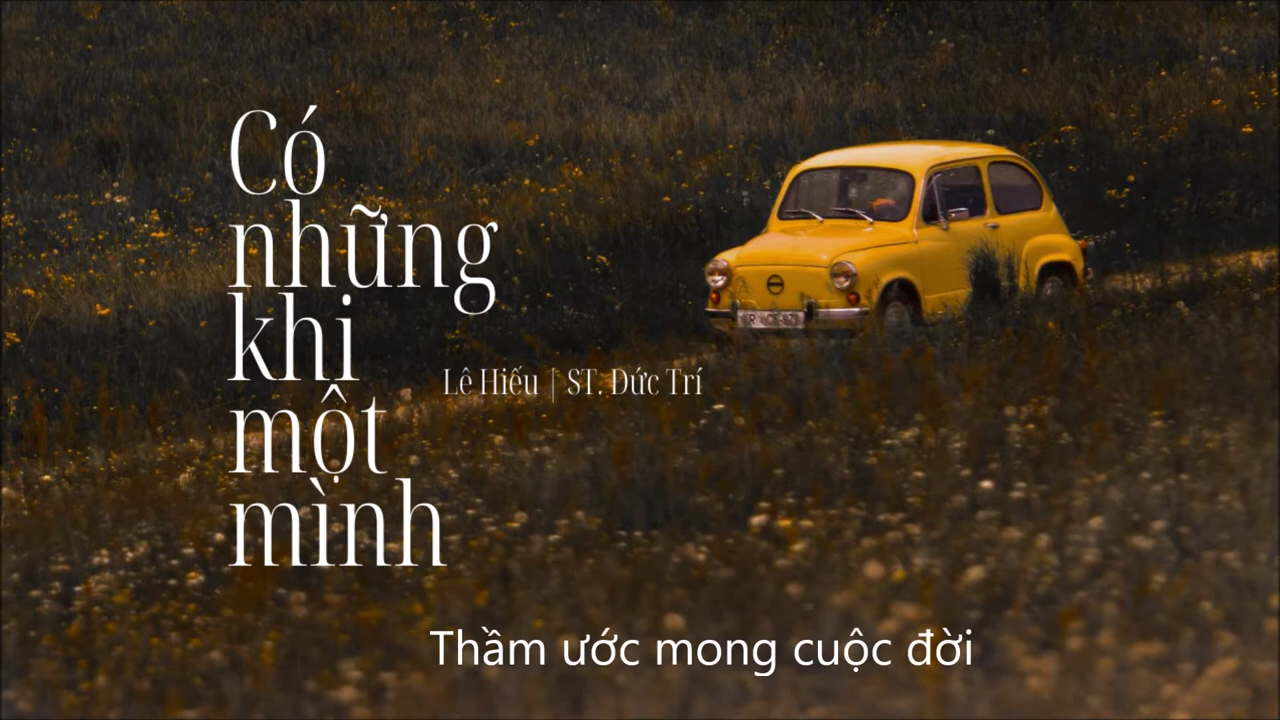 Có
những
khi
một
mình
Lê Hiếu | ST. Đức Trí
Thầm ước mong cuộc đời